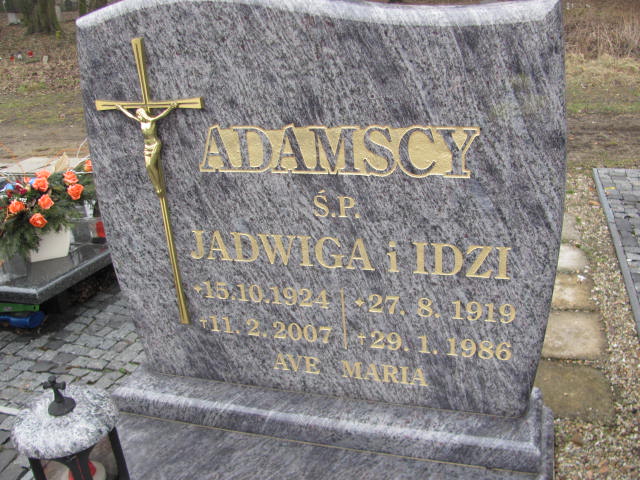 ADAMSCY
Ś.P.
JADWIGA i IDZI
*15.10.1924 *27. 8. 1919
†11. 2. 2007 †29. 1. 1986
AVE MARIA